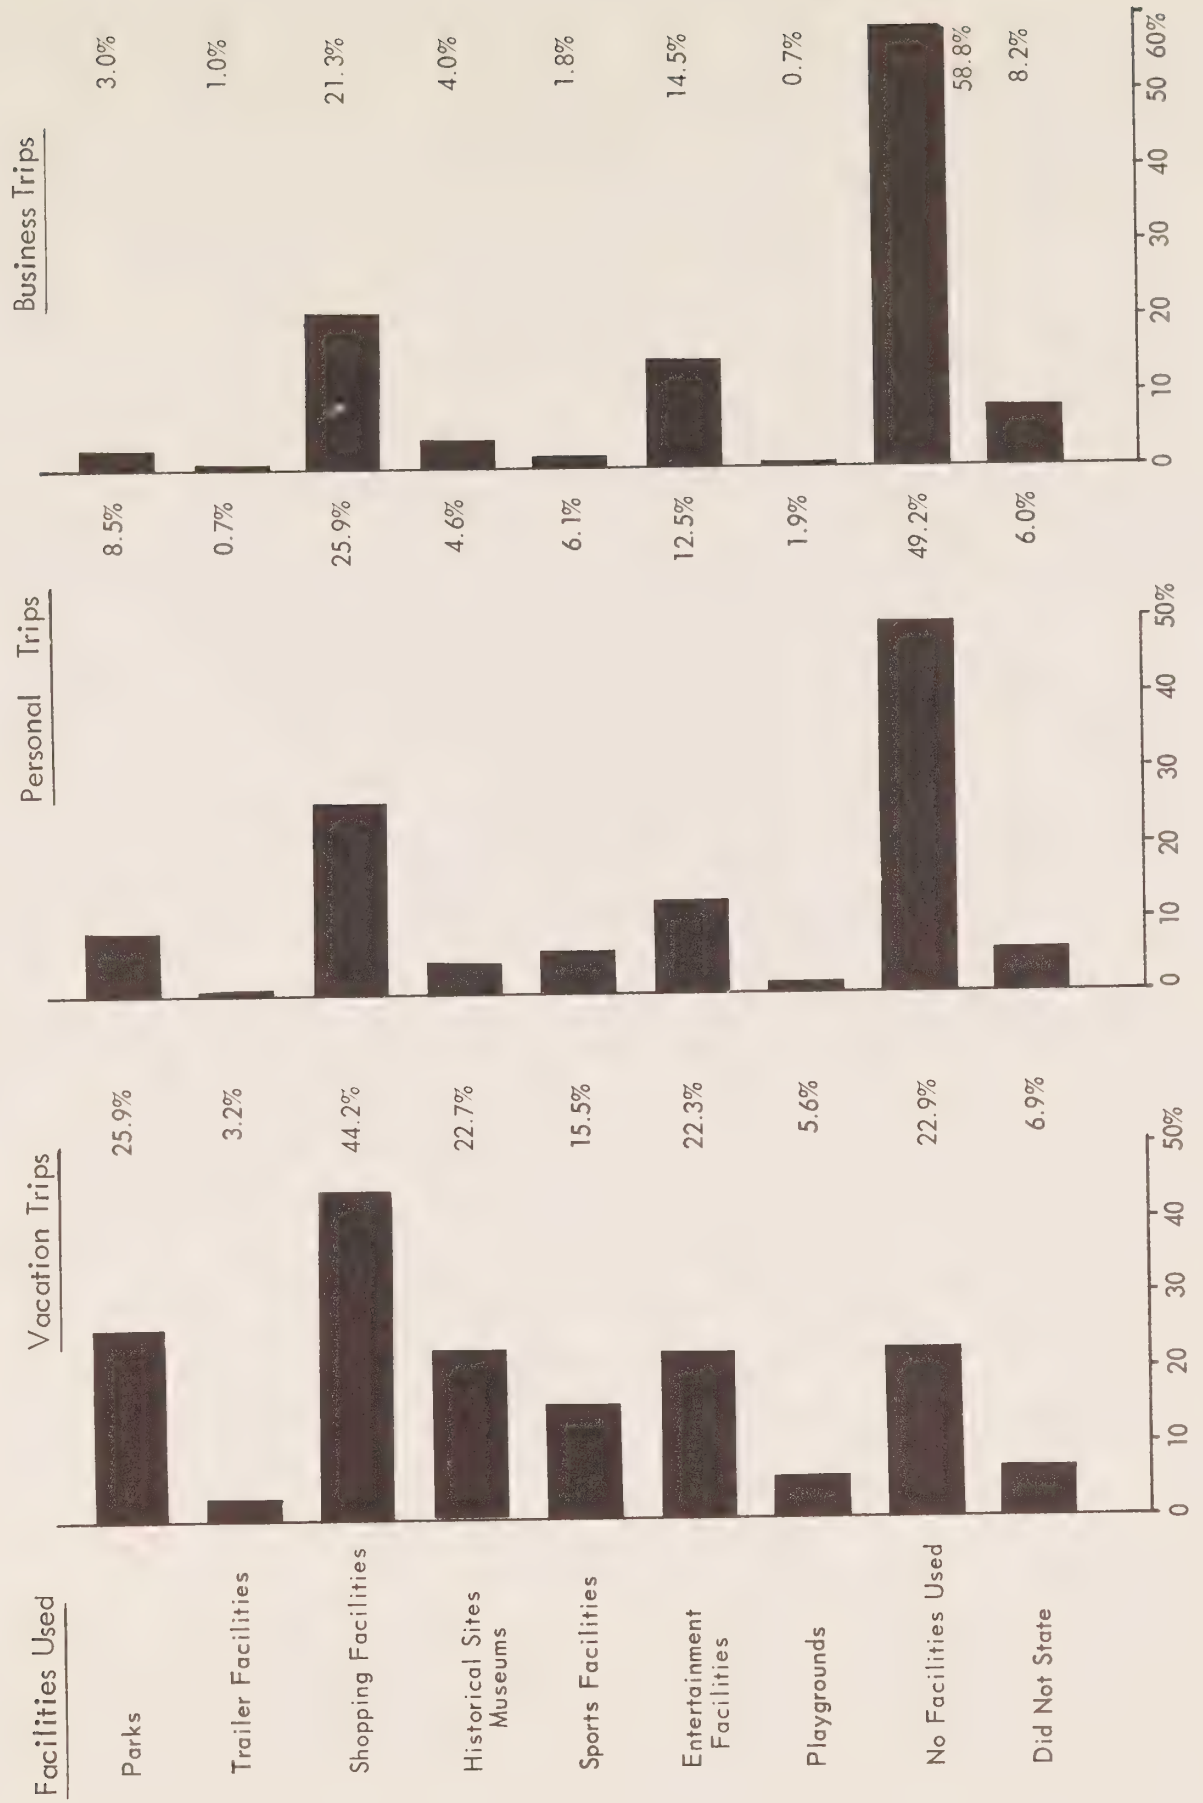 Facilities Used
Vacation Trips
Personal Trips
Business Trips
Parks
25.9%
8.5%
3.0%
Trailer Facilities
3.2%
0.7%
1.0%
Shopping Facilities
44.2%
25.9%
21.3%
Historical Sites
Museums
22.7%
4.6%
4.0%
Sports Facilities
15.5%
6.1%
1.8%
Entertainment
Facilities
22.3%
12.5%
14.5%
Playgrounds
5.6%
1.9%
0.7%
No Facilities Used
22.9%
49.2%
58.8%
Did Not State
6.9%
6.0%
8.2%
0 10 20 30 40 50%
0 10 20 30 40 50%
0 10 20 30 40 50 60%